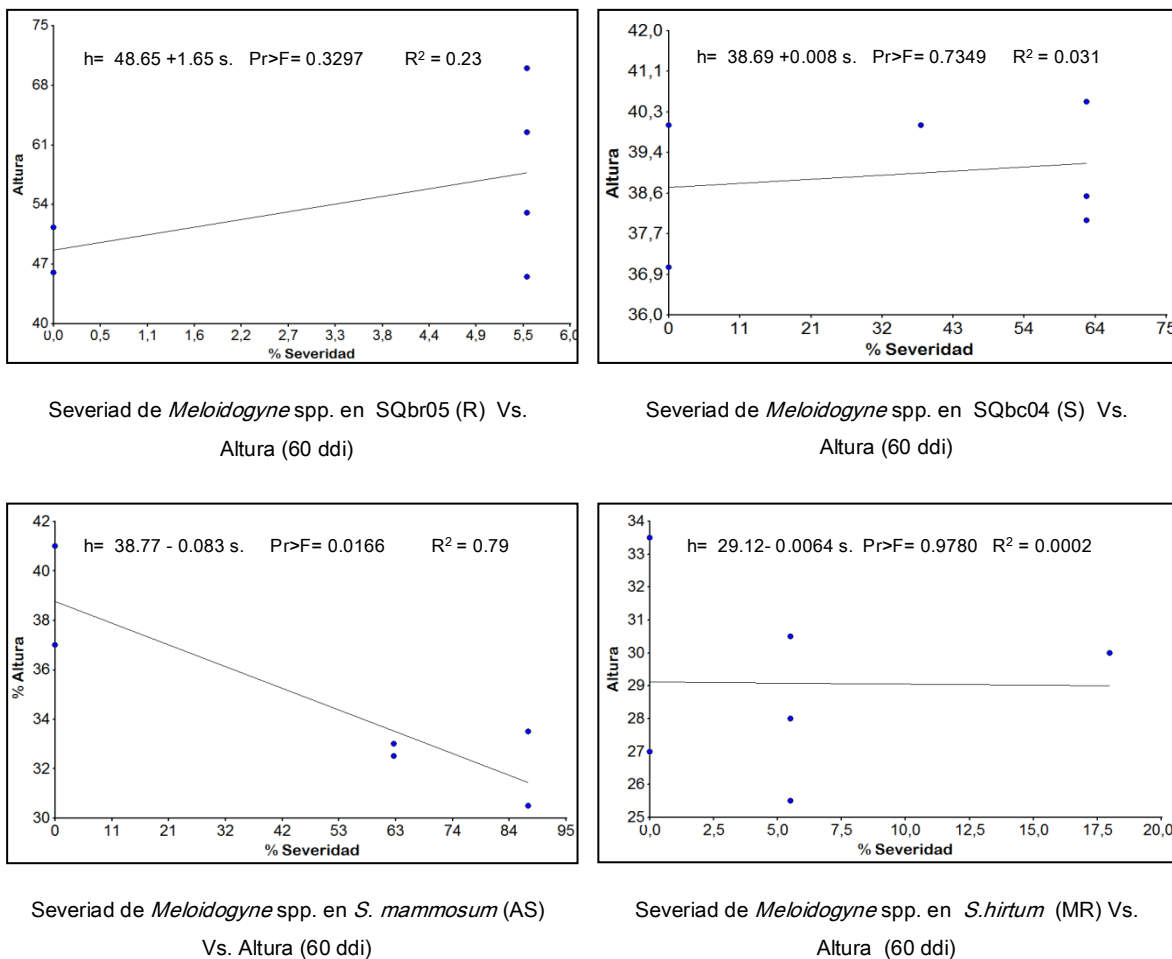 h= 48.65 +1.65 s. Pr>F= 0.3297 R² = 0.23
75
68
61
54
47
40
Altura
0,0 0,5 1,1 1,6 2,2 2,7 3,3 3,8 4,4 4,9 5,5 6,0
% Severidad
Severiad de Meloidogyne spp. en SQbr05 (R) Vs.
Altura (60 ddi)
h= 38.69 +0.008 s. Pr>F= 0.7349 R² = 0.031
42,0
41,1
40,3
39,4
38,6
37,7
36,9
36,0
Altura
0 11 21 32 43 54 64 75
% Severidad
Severiad de Meloidogyne spp. en SQbc04 (S) Vs.
Altura (60 ddi)
h= 38.77 - 0.083 s. Pr>F= 0.0166 R² = 0.79
42
40
38
36
34
32
30
% Altura
0 11 21 32 42 53 63 74 84 95
% Severidad
Severiad de Meloidogyne spp. en S. mammosum (AS)
Vs. Altura (60 ddi)
h= 29.12- 0.0064 s. Pr>F= 0.9780 R² = 0.0002
34
33
32
31
30
29
28
27
26
25
Altura
0,0 2,5 5,0 7,5 10,0 12,5 15,0 17,5 20,0
% Severidad
Severiad de Meloidogyne spp. en S.hirtum (MR) Vs.
Altura (60 ddi)